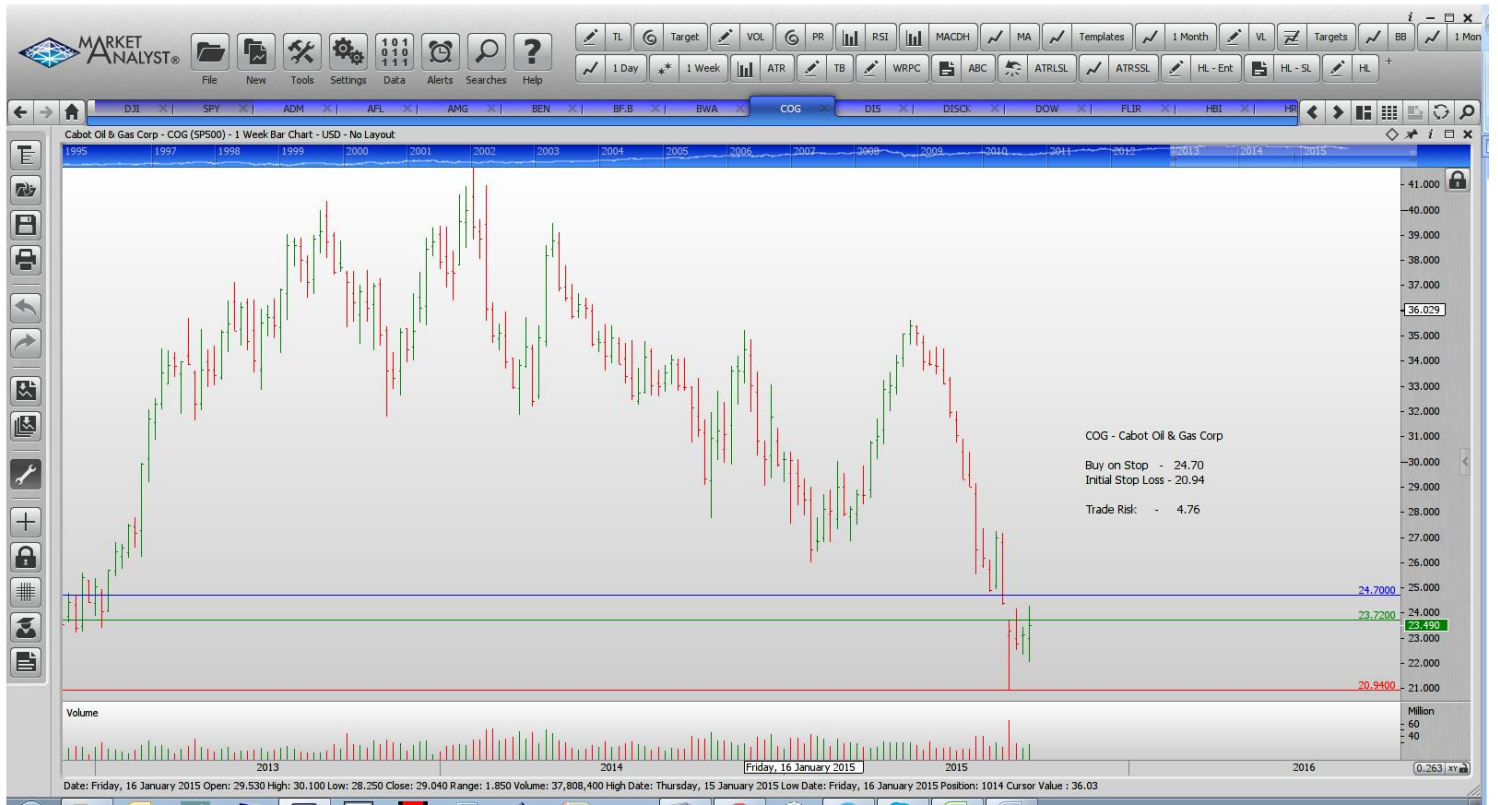 i
MARKET ANALYST®
File New Tools Settings Data Alerts Searches Help
TL Target VOL PR RSI MACDH MA Templates 1 Month VL Targets BB 1 Mon
1 Day 1 Week ATR TB WRPC ABC ATRLSL ATRSSL HL - Ent HL - SL HL +
DJI SPY ADM AFL AMG BEN BF.B BWA COG DIS DISCK DOW FLIR HBI HR
Cabot Oil & Gas Corp - COG (SP500) - 1 Week Bar Chart - USD - No Layout
1995 1997 1998 1999 2000 2001 2002 2003 2004 2005 2006 2007 2008 2009 2010 2011 2012 2013 2014 2015
41.000
40.000
39.000
38.000
37.000
36.029
35.000
34.000
33.000
32.000
31.000
30.000
29.000
28.000
27.000
26.000
25.000
24.000
23.490
23.000
22.000
21.000
COG - Cabot Oil & Gas Corp
Buy on Stop - 24.70
Initial Stop Loss - 20.94
Trade Risk - 4.76
24.7000
23.7200
20.9400
Volume
Million
60
40
2013 2014 Friday, 16 January 2015 2015 2016
0.263 XY
Date: Friday, 16 January 2015 Open: 29.530 High: 30.100 Low: 28.250 Close: 29.040 Range: 1.850 Volume: 37,808,400 High Date: Thursday, 15 January 2015 Low Date: Friday, 16 January 2015 Position: 1014 Cursor Value : 36.03